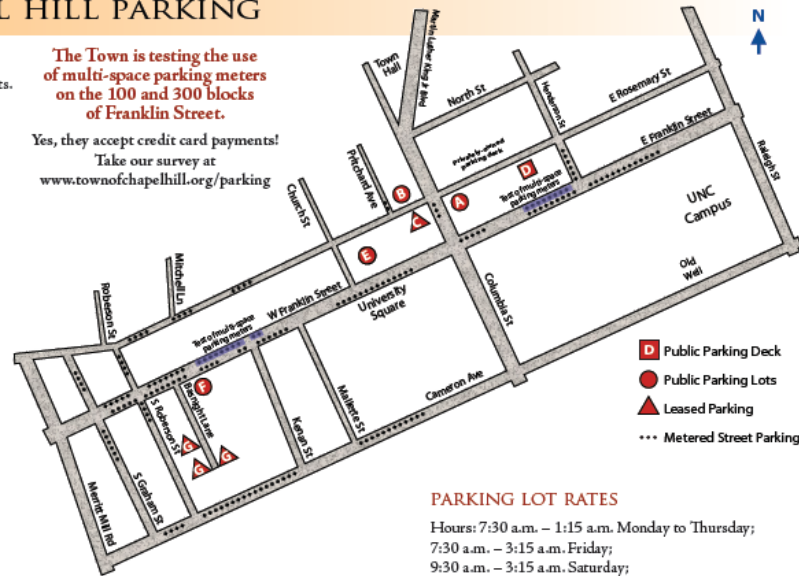 L HILL PARKING
ts.
The Town is testing the use
of multi-space parking meters
on the 100 and 300 blocks
of Franklin Street.
Yes, they accept credit card payments!
Take our survey at
www.townofchapelhill.org/parking
N
Town
Hall
Martin Luther King Jr Blvd
North St
Henderson St
E Rosemary St
E Franklin Street
Raleigh St
Privately-owned
parking deck
Pritchard Ave
Church St
Mitchell Ln
Roberson St
B
A
D
C
E
Test of multi-space
parking meters
UNC
Campus
Old
Well
W Franklin Street
University
Square
Columbia St
Test of multi-space
parking meters
F
Basnight Lane
S Roberson St
G
G
G
Kenan St
Mallette St
Cameron Ave
S Graham St
Merritt Mill Rd
D Public Parking Deck
Public Parking Lots
Leased Parking
Metered Street Parking
PARKING LOT RATES
Hours: 7:30 a.m. – 1:15 a.m. Monday to Thursday;
7:30 a.m. – 3:15 a.m. Friday;
9:30 a.m. – 3:15 a.m. Saturday;